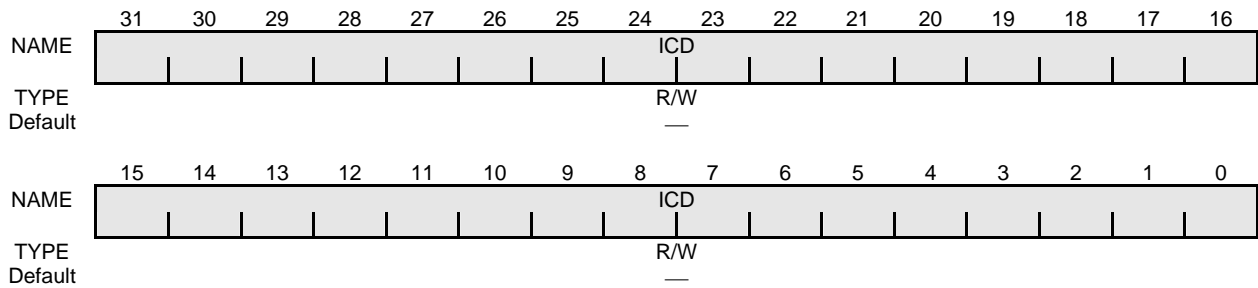 31 30 29 28 27 26 25 24 23 22 21 20 19 18 17 16
NAME ICD
TYPE R/W
Default —
15 14 13 12 11 10 9 8 7 6 5 4 3 2 1 0
NAME ICD
TYPE R/W
Default —